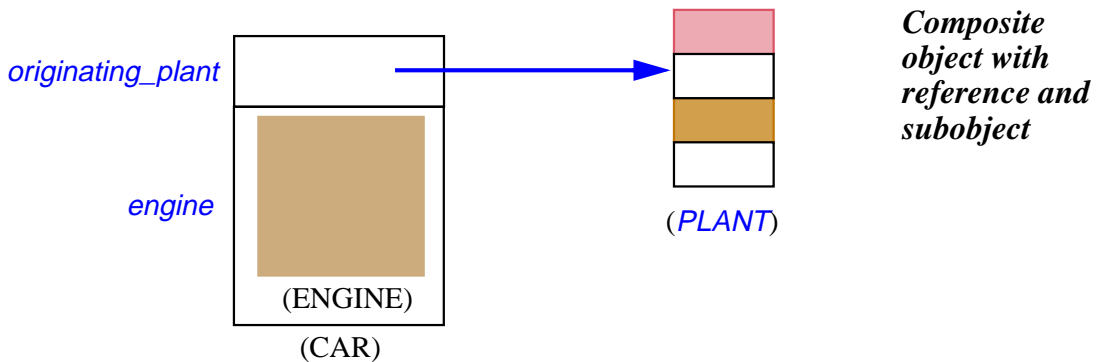 originating_plant
engine
(ENGINE)
(CAR)
(PLANT)
Composite
object with
reference and
subobject